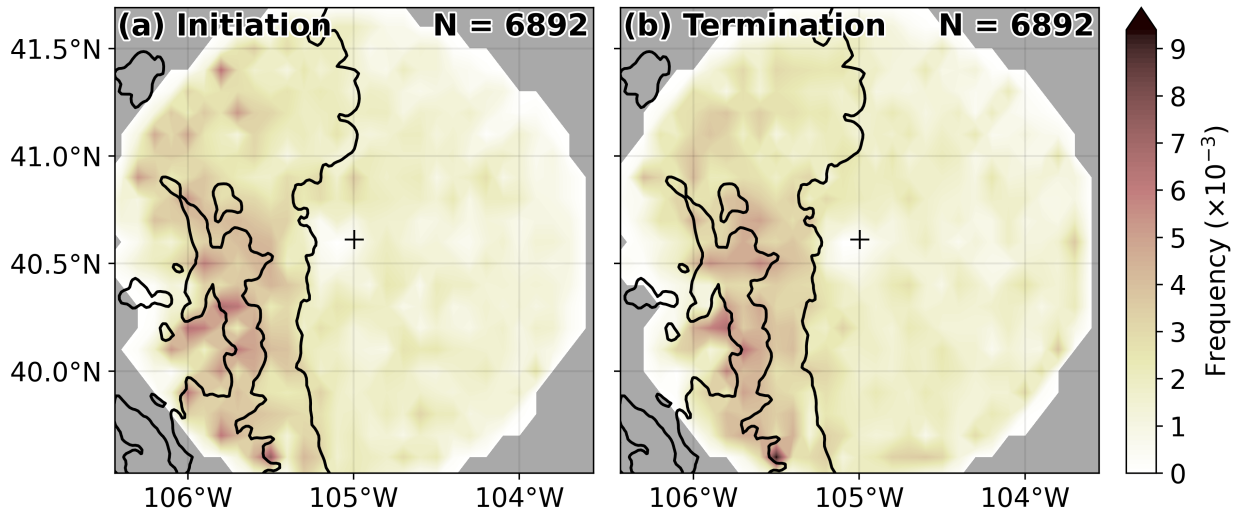 (a) Initiation N = 6892
(b) Termination N = 6892
41.5°N
41.0°N
40.5°N
40.0°N
106°W 105°W 104°W
106°W 105°W 104°W
9
8
7
6
5
4
3
2
1
0
Frequency (×10⁻³)